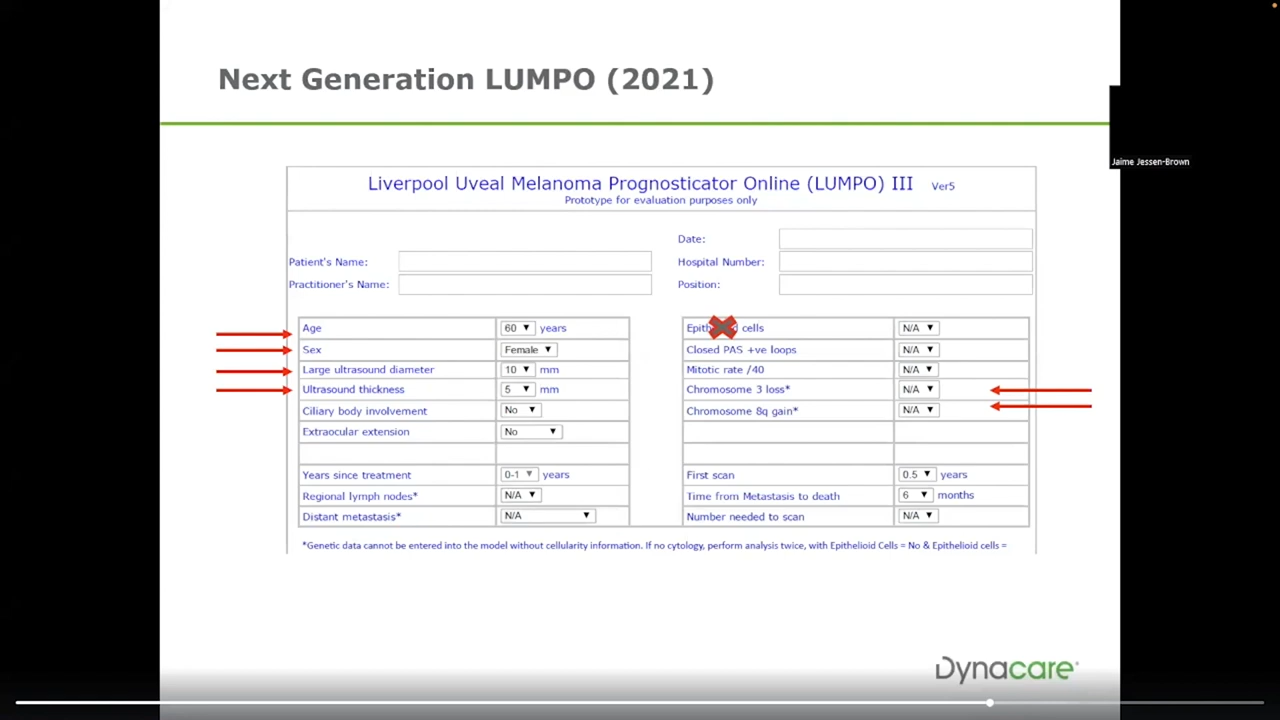 Next Generation LUMPO (2021)
Jaime Jessen-Brown
Liverpool Uveal Melanoma Prognosticator Online (LUMPO) III Ver5
Prototype for evaluation purposes only
Date:
Patient's Name: Hospital Number:
Practitioner's Name: Position:
Age 60 years
Sex Female
Large ultrasound diameter 10 mm
Ultrasound thickness 5 mm
Ciliary body involvement No
Extraocular extension No
Years since treatment 0-1 years
Regional lymph nodes* N/A
Distant metastasis* N/A
cells N/A
Closed PAS +ve loops N/A
Mitotic rate /40 N/A
Chromosome 3 loss* N/A
Chromosome 8q gain* N/A
First scan 0.5 years
Time from Metastasis to death 6 months
Number needed to scan N/A
*Genetic data cannot be entered into the model without cellularity information. If no cytology, perform analysis twice, with Epithelioid Cells = No & Epithelioid cells =
Dynacare